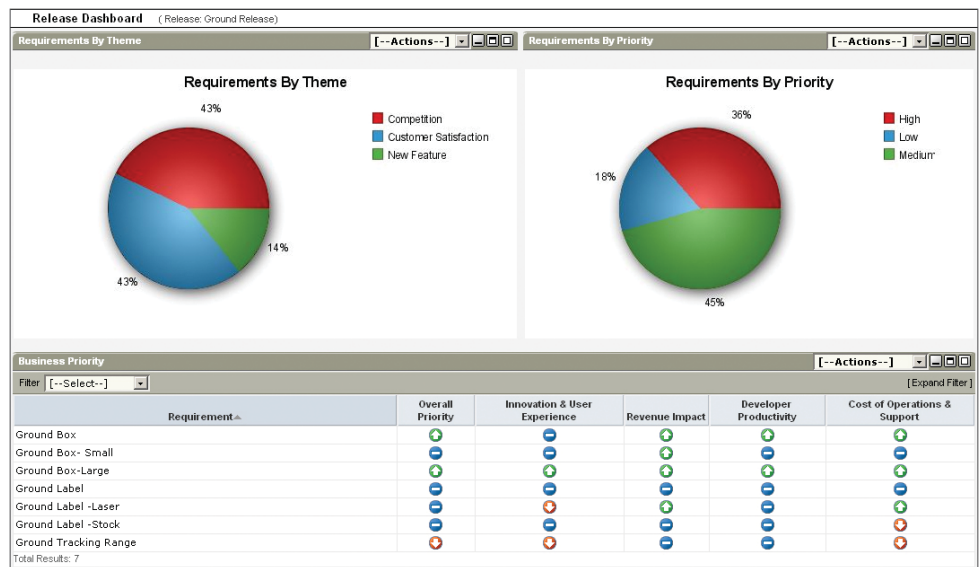 Release Dashboard (Release: Ground Release)
Requirements By Theme [--Actions--]
Requirements By Priority [--Actions--]
Requirements By Theme
43%
43%
14%
Competition
Customer Satisfaction
New Feature
Requirements By Priority
36%
18%
45%
High
Low
Medium
Business Priority [--Actions--]
Filter [--Select--] [Expand Filter]
Requirement Overall Priority Innovation & User Experience Revenue Impact Developer Productivity Cost of Operations & Support
Ground Box
Ground Box- Small
Ground Box-Large
Ground Label
Ground Label -Laser
Ground Label -Stock
Ground Tracking Range
Total Results: 7